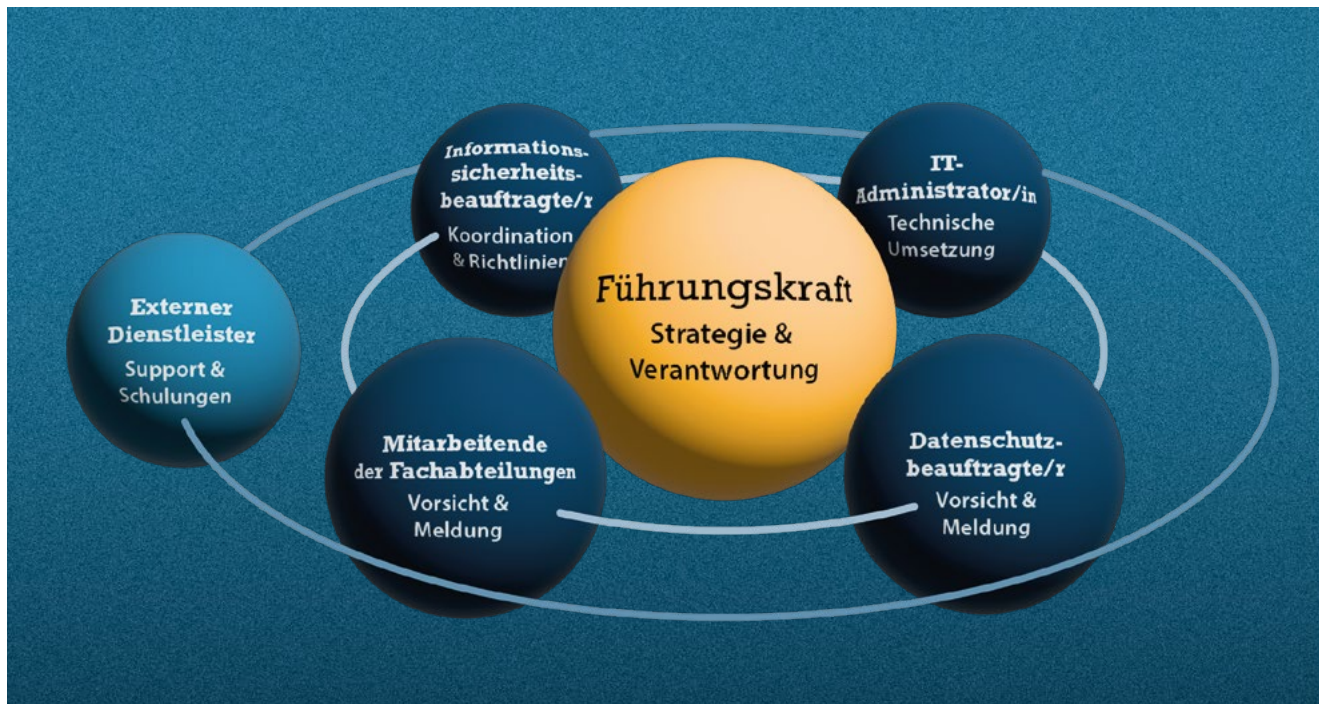 Informations-
sicherheits-
beauftragte/r
Koordination
& Richtlinien
IT-
Administrator/in
Technische
Umsetzung
Führungskraft
Strategie &
Verantwortung
Externer
Dienstleister
Support &
Schulungen
Mitarbeitende
der Fachabteilungen
Vorsicht &
Meldung
Datenschutz-
beauftragte/r
Vorsicht &
Meldung